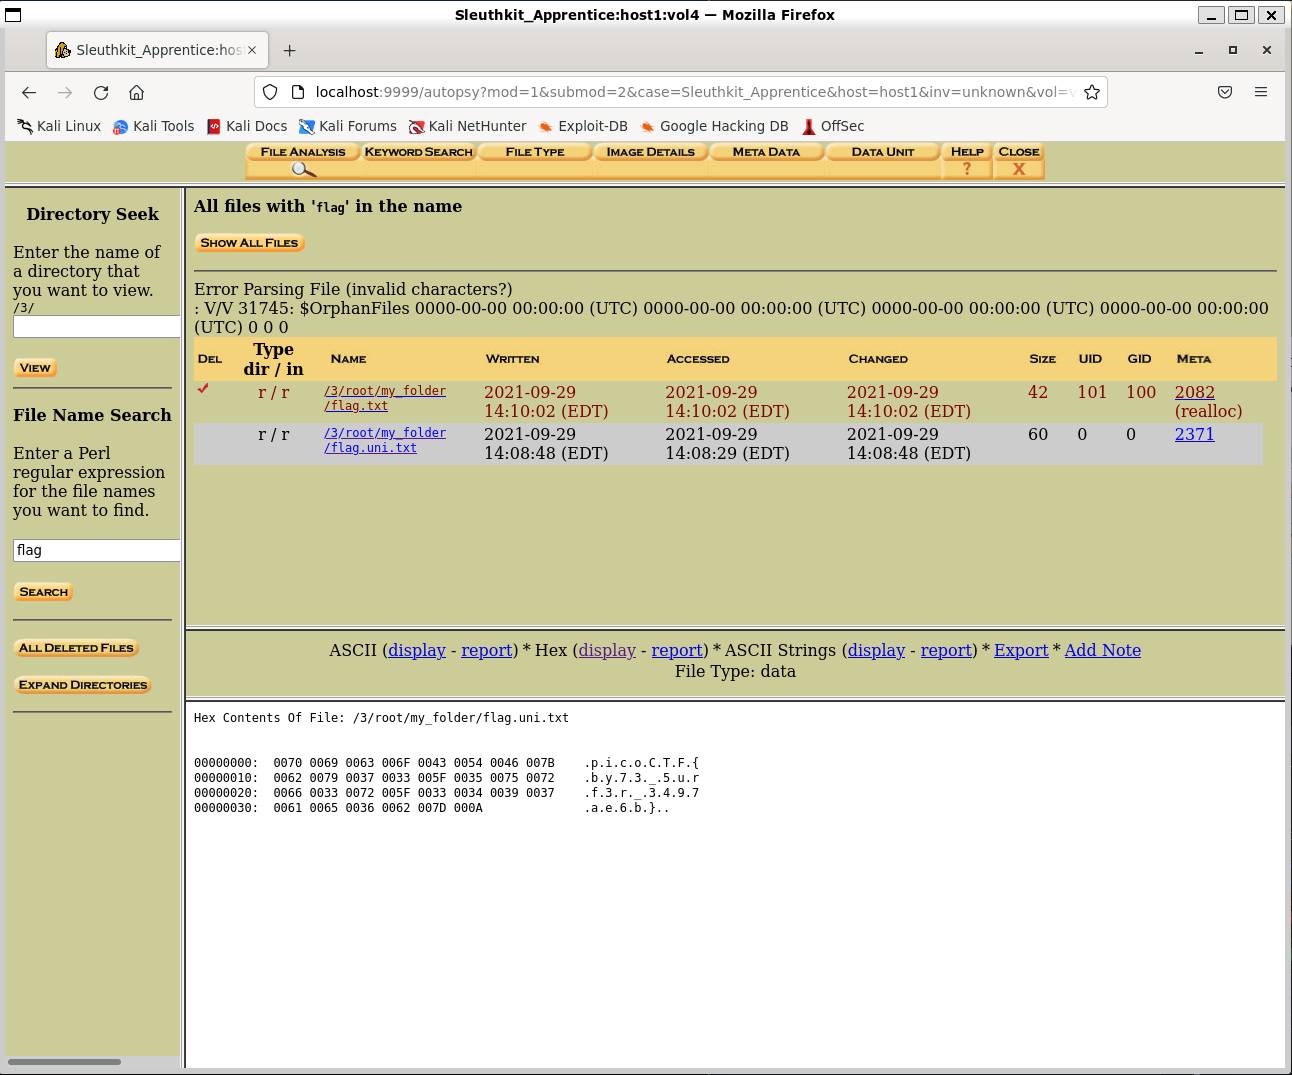 Sleuthkit_Apprentice:host1:vol4 — Mozilla Firefox
Sleuthkit_Apprentice:hos
localhost:9999/autopsy?mod=1&submod=2&case=Sleuthkit_Apprentice&host=host1&inv=unknown&vol=v
Kali Linux Kali Tools Kali Docs Kali Forums Kali NetHunter Exploit-DB Google Hacking DB OffSec
FILE ANALYSIS KEYWORD SEARCH FILE TYPE IMAGE DETAILS META DATA DATA UNIT HELP CLOSE
? X
Directory Seek
Enter the name of
a directory that
you want to view.
/3/
VIEW
File Name Search
Enter a Perl
regular expression
for the file names
you want to find.
flag
SEARCH
ALL DELETED FILES
EXPAND DIRECTORIES
All files with 'flag' in the name
SHOW ALL FILES
Error Parsing File (invalid characters?)
: V/V 31745: $OrphanFiles 0000-00-00 00:00:00 (UTC) 0000-00-00 00:00:00 (UTC) 0000-00-00 00:00:00 (UTC) 0000-00-00 00:00:00
(UTC) 0 0 0
DEL Type dir / in NAME WRITTEN ACCESSED CHANGED SIZE UID GID META
r / r /3/root/my_folder 2021-09-29 2021-09-29 2021-09-29 42 101 100 2082
/flag.txt 14:10:02 (EDT) 14:10:02 (EDT) 14:10:02 (EDT) (realloc)
r / r /3/root/my_folder 2021-09-29 2021-09-29 2021-09-29 60 0 0 2371
/flag.uni.txt 14:08:48 (EDT) 14:08:29 (EDT) 14:08:48 (EDT)
ASCII (display - report) * Hex (display - report) * ASCII Strings (display - report) * Export * Add Note
File Type: data
Hex Contents Of File: /3/root/my_folder/flag.uni.txt
00000000: 0070 0069 0063 006F 0043 0054 0046 007B .p.i.c.o.C.T.F.{
00000010: 0062 0079 0037 0033 005F 0035 0075 0072 .b.y.7.3._.5.u.r
00000020: 0066 0033 0072 005F 0033 0034 0039 0037 .f.3.r._.3.4.9.7
00000030: 0061 0065 0036 0062 007D 000A .a.e.6.b.}..